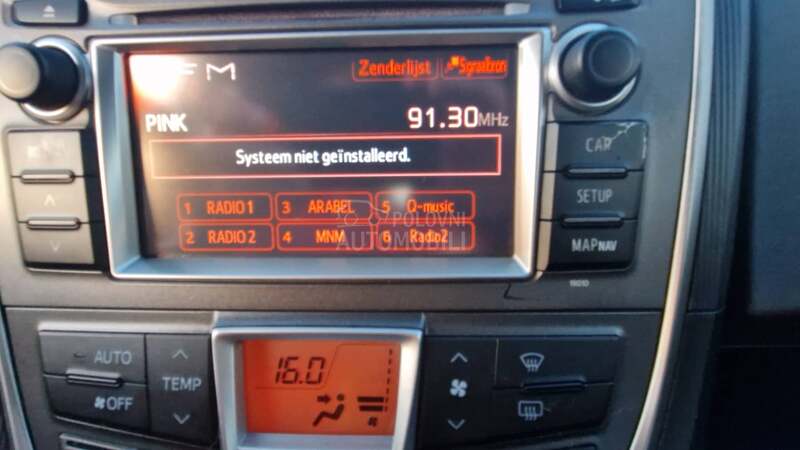 FM
Zenderlijst
PINK
91.30MHz
Systeem niet geïnstalleerd.
1 RADIO 1
3 ARABEL
5 Q-music
2 RADIO 2
4 MNM
6 Radio2
POLOVNI
AUTOMOBILI
CAR
SETUP
MAP NAV
18010
AUTO
TEMP
OFF
16.0